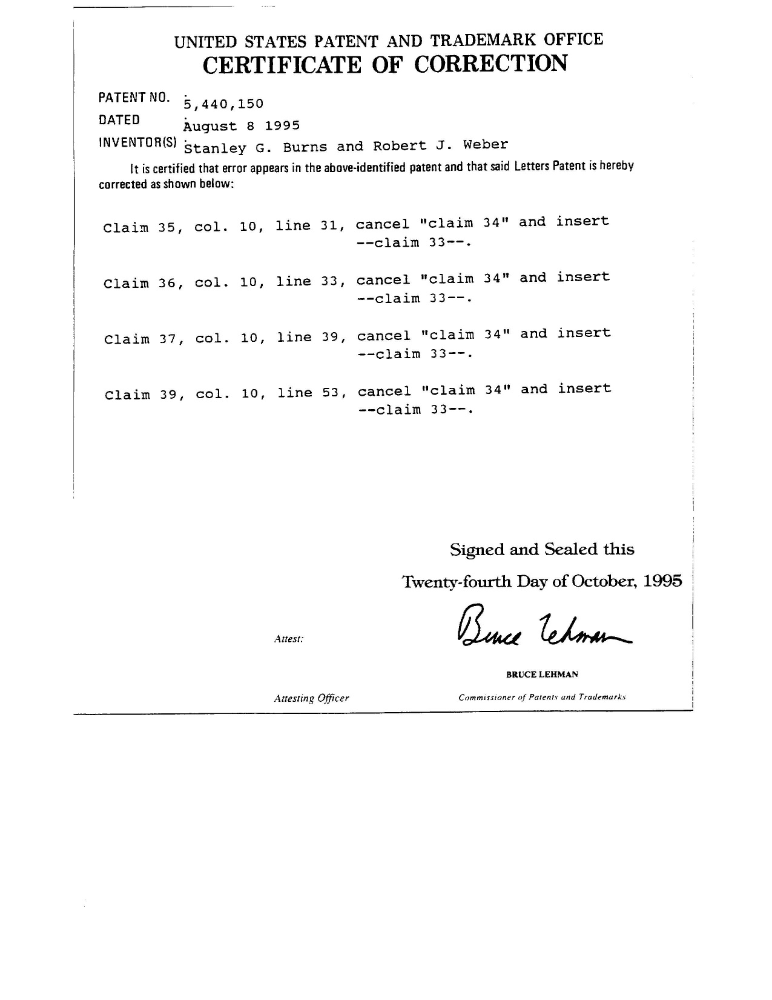 UNITED STATES PATENT AND TRADEMARK OFFICE
CERTIFICATE OF CORRECTION
PATENT NO. : 5,440,150
DATED : August 8 1995
INVENTOR(S) : Stanley G. Burns and Robert J. Weber
It is certified that error appears in the above-identified patent and that said Letters Patent is hereby
corrected as shown below:
Claim 35, col. 10, line 31, cancel "claim 34" and insert
--claim 33--.
Claim 36, col. 10, line 33, cancel "claim 34" and insert
--claim 33--.
Claim 37, col. 10, line 39, cancel "claim 34" and insert
--claim 33--.
Claim 39, col. 10, line 53, cancel "claim 34" and insert
--claim 33--.
Signed and Sealed this
Twenty-fourth Day of October, 1995
Bruce Lehman
Attest:
BRUCE LEHMAN
Attesting Officer
Commissioner of Patents and Trademarks